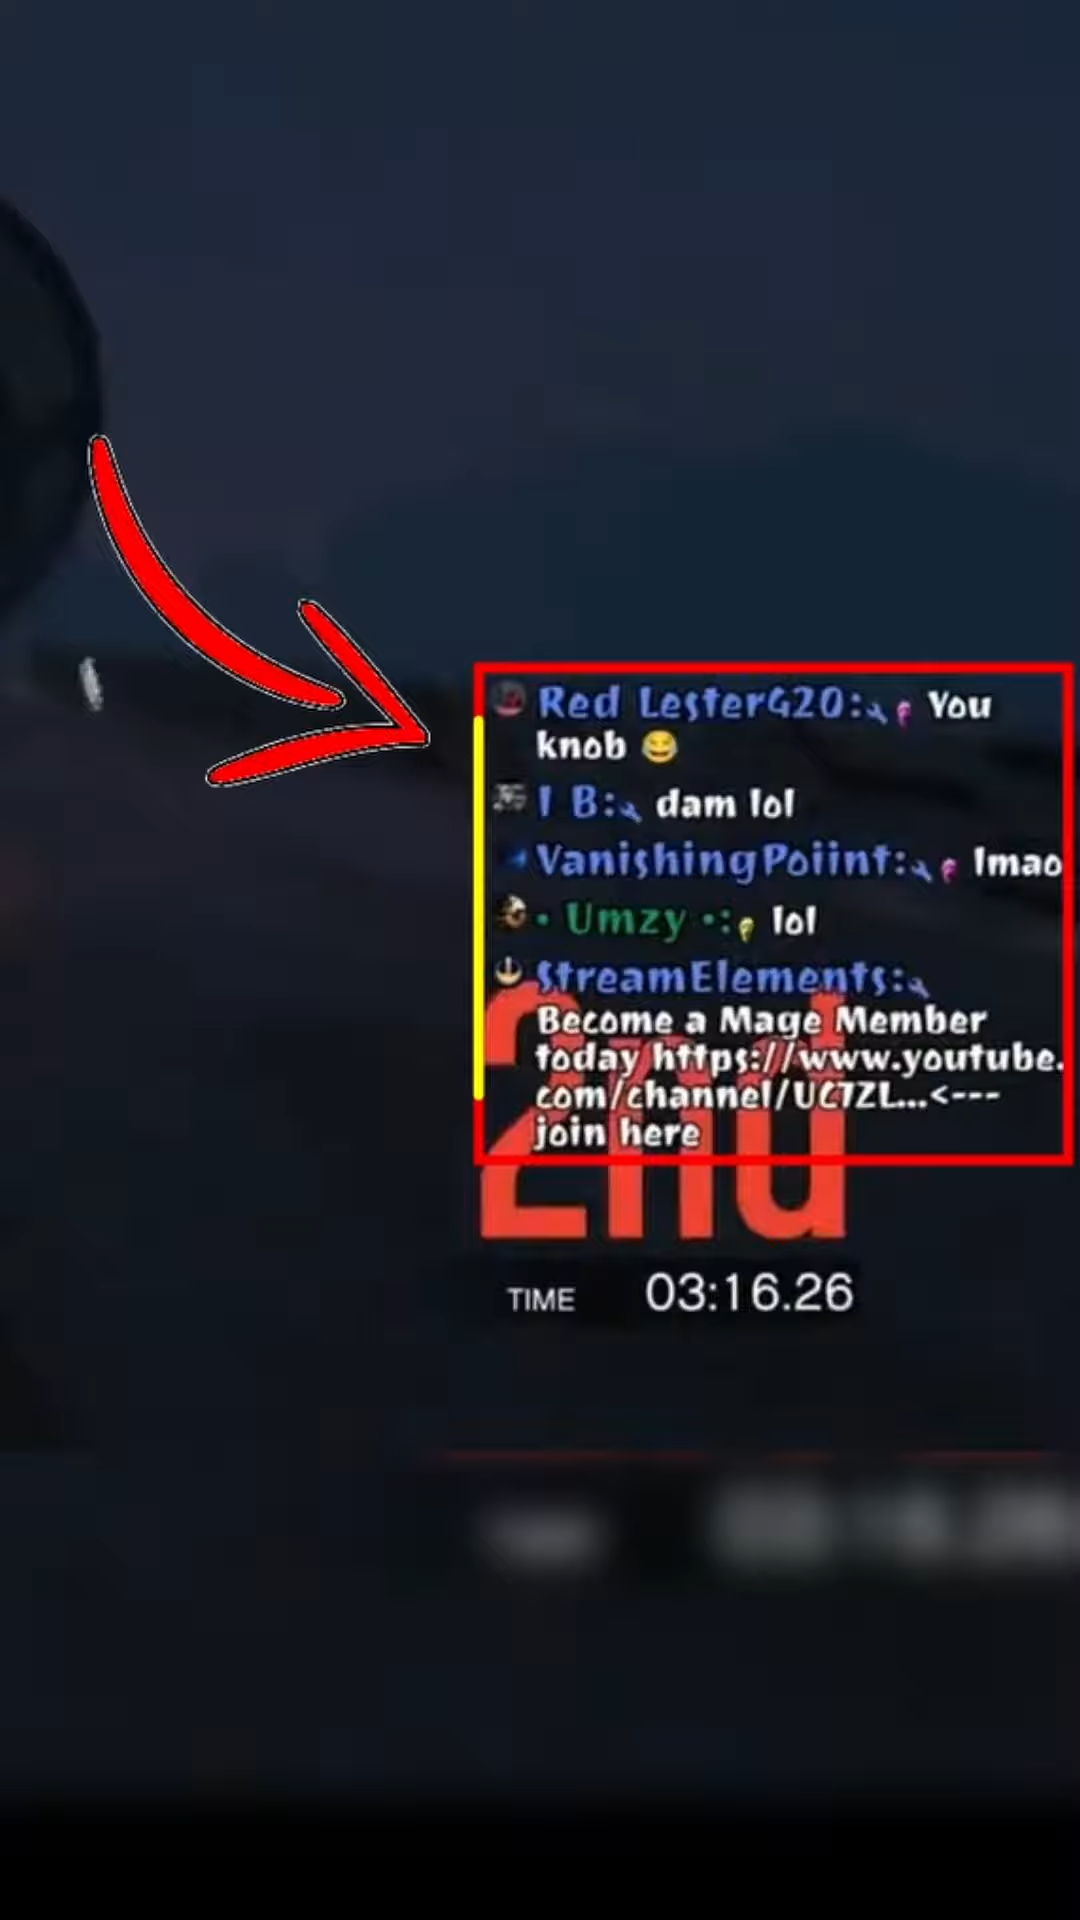 Red Lester420: You
knob 😂
I B: dam lol
VanishingPoiint: lmao
• Umzy •: lol
StreamElements:
Become a Mage Member
today https://www.youtube.
com/channel/UC7ZL...<---
join here
2nd
TIME 03:16.26